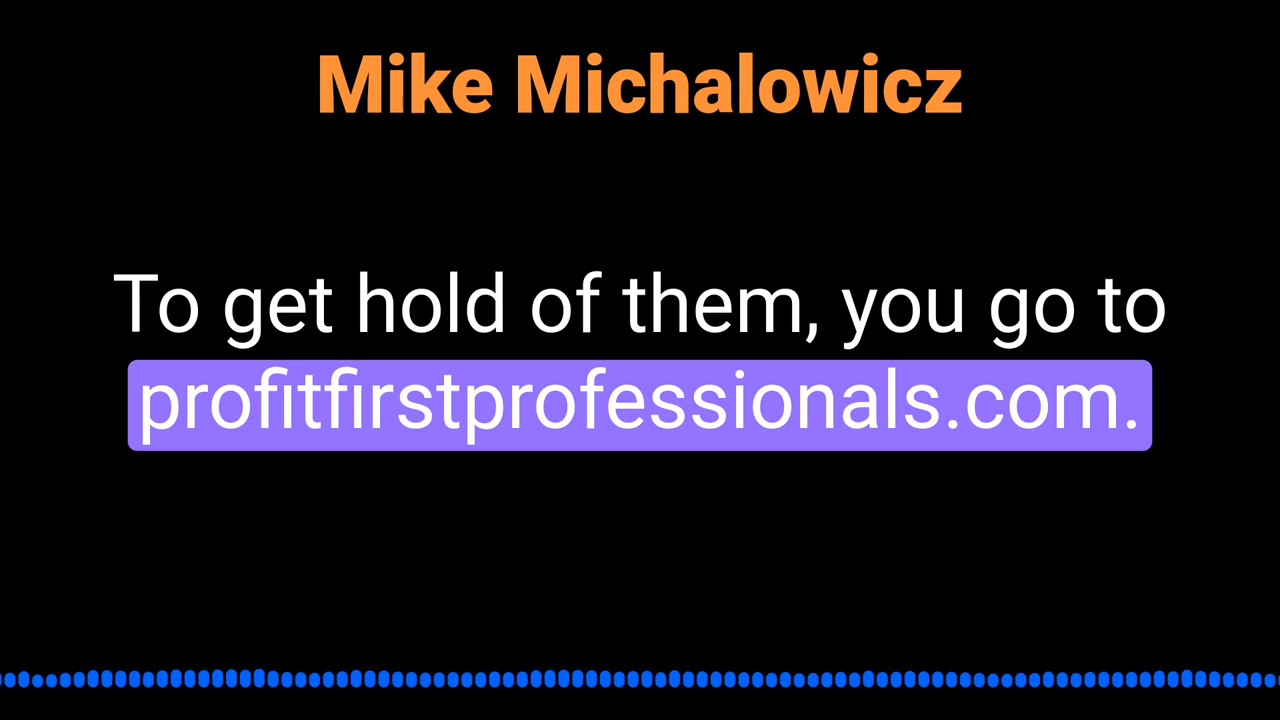 Mike Michalowicz
To get hold of them, you go to
profitfirstprofessionals.com.